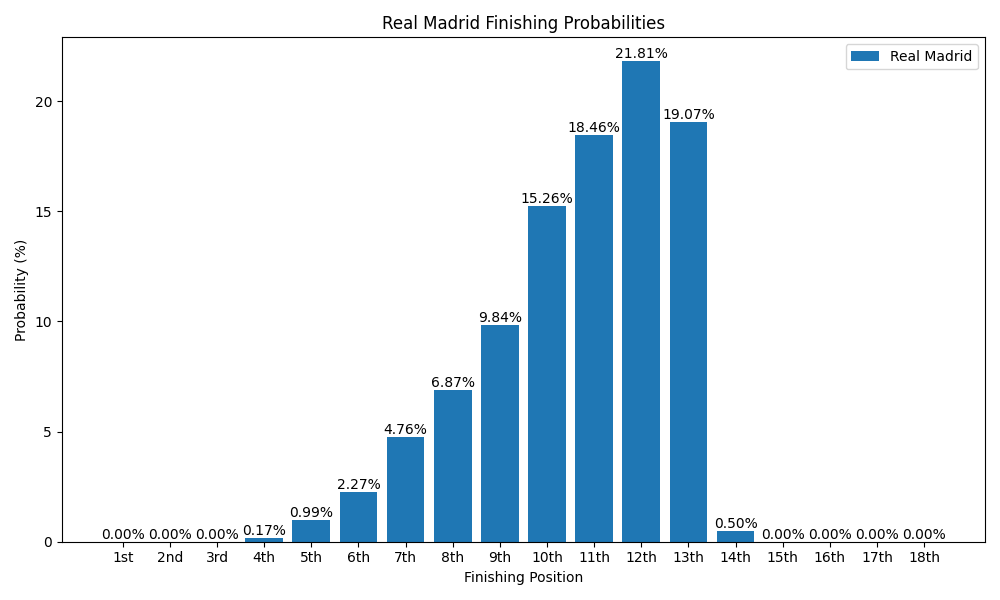 Real Madrid Finishing Probabilities
Real Madrid
Probability (%)
20
15
10
5
0
0.00% 0.00% 0.00% 0.17% 0.99% 2.27% 4.76% 6.87% 9.84% 15.26% 18.46% 21.81% 19.07% 0.50% 0.00% 0.00% 0.00% 0.00%
1st 2nd 3rd 4th 5th 6th 7th 8th 9th 10th 11th 12th 13th 14th 15th 16th 17th 18th
Finishing Position